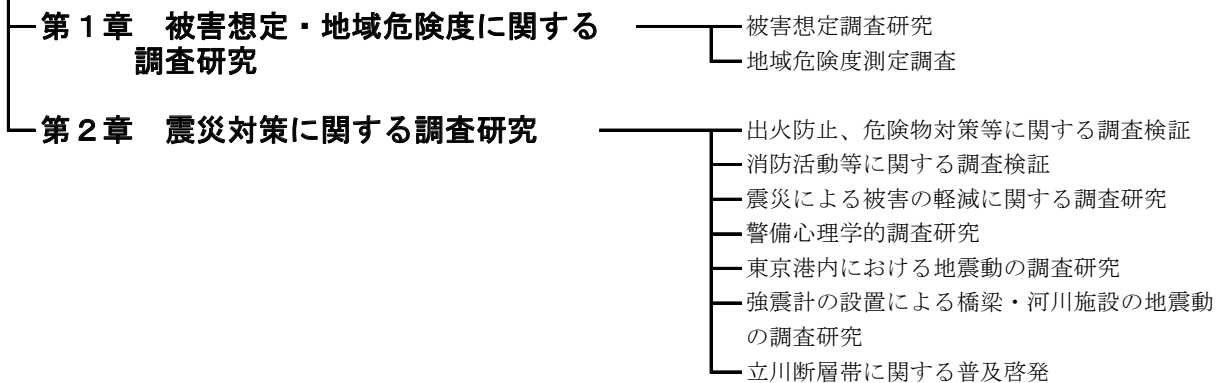 第１章　被害想定・地域危険度に関する
調査研究
被害想定調査研究
地域危険度測定調査
第２章　震災対策に関する調査研究
出火防止、危険物対策等に関する調査検証
消防活動等に関する調査検証
震災による被害の軽減に関する調査研究
警備心理学的調査研究
東京港内における地震動の調査研究
強震計の設置による橋梁・河川施設の地震動
の調査研究
立川断層帯に関する普及啓発